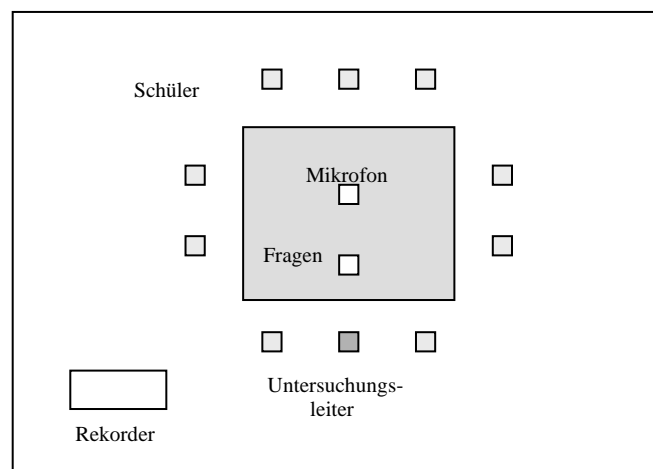 Schüler
Mikrofon
Fragen
Untersuchungs-
leiter
Rekorder